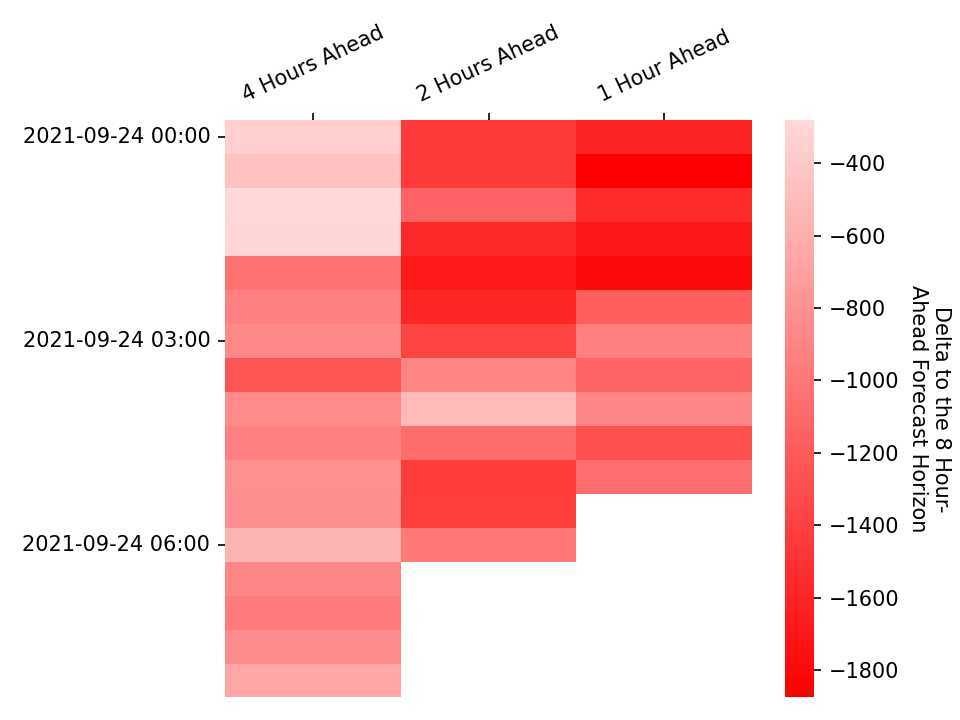 4 Hours Ahead
2 Hours Ahead
1 Hour Ahead
2021-09-24 00:00
2021-09-24 03:00
2021-09-24 06:00
−400
−600
−800
−1000
−1200
−1400
−1600
−1800
Delta to the 8 Hour-
Ahead Forecast Horizon